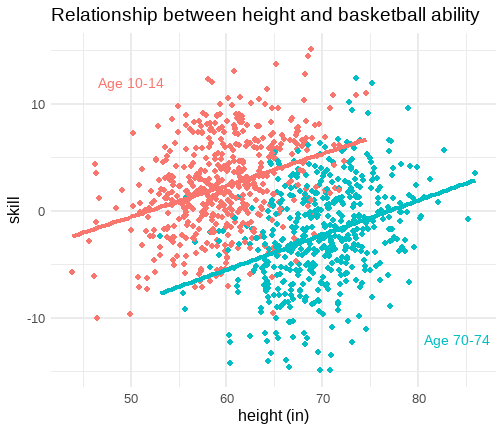 Relationship between height and basketball ability
Age 10-14
10
0
-10
skill
Age 70-74
50
60
70
80
height (in)